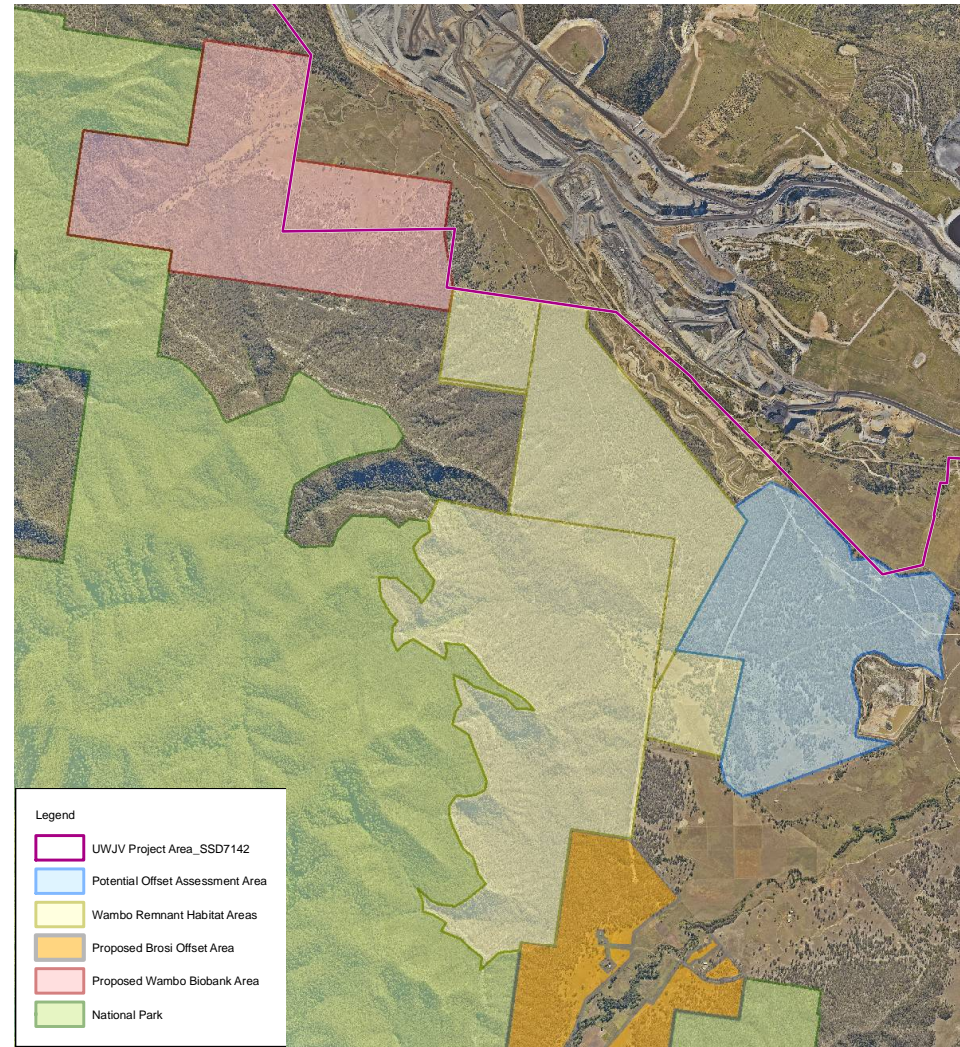 Legend
UWJV Project Area_SSD7142
Potential Offset Assessment Area
Wambo Remnant Habitat Areas
Proposed Brosi Offset Area
Proposed Wambo Biobank Area
National Park